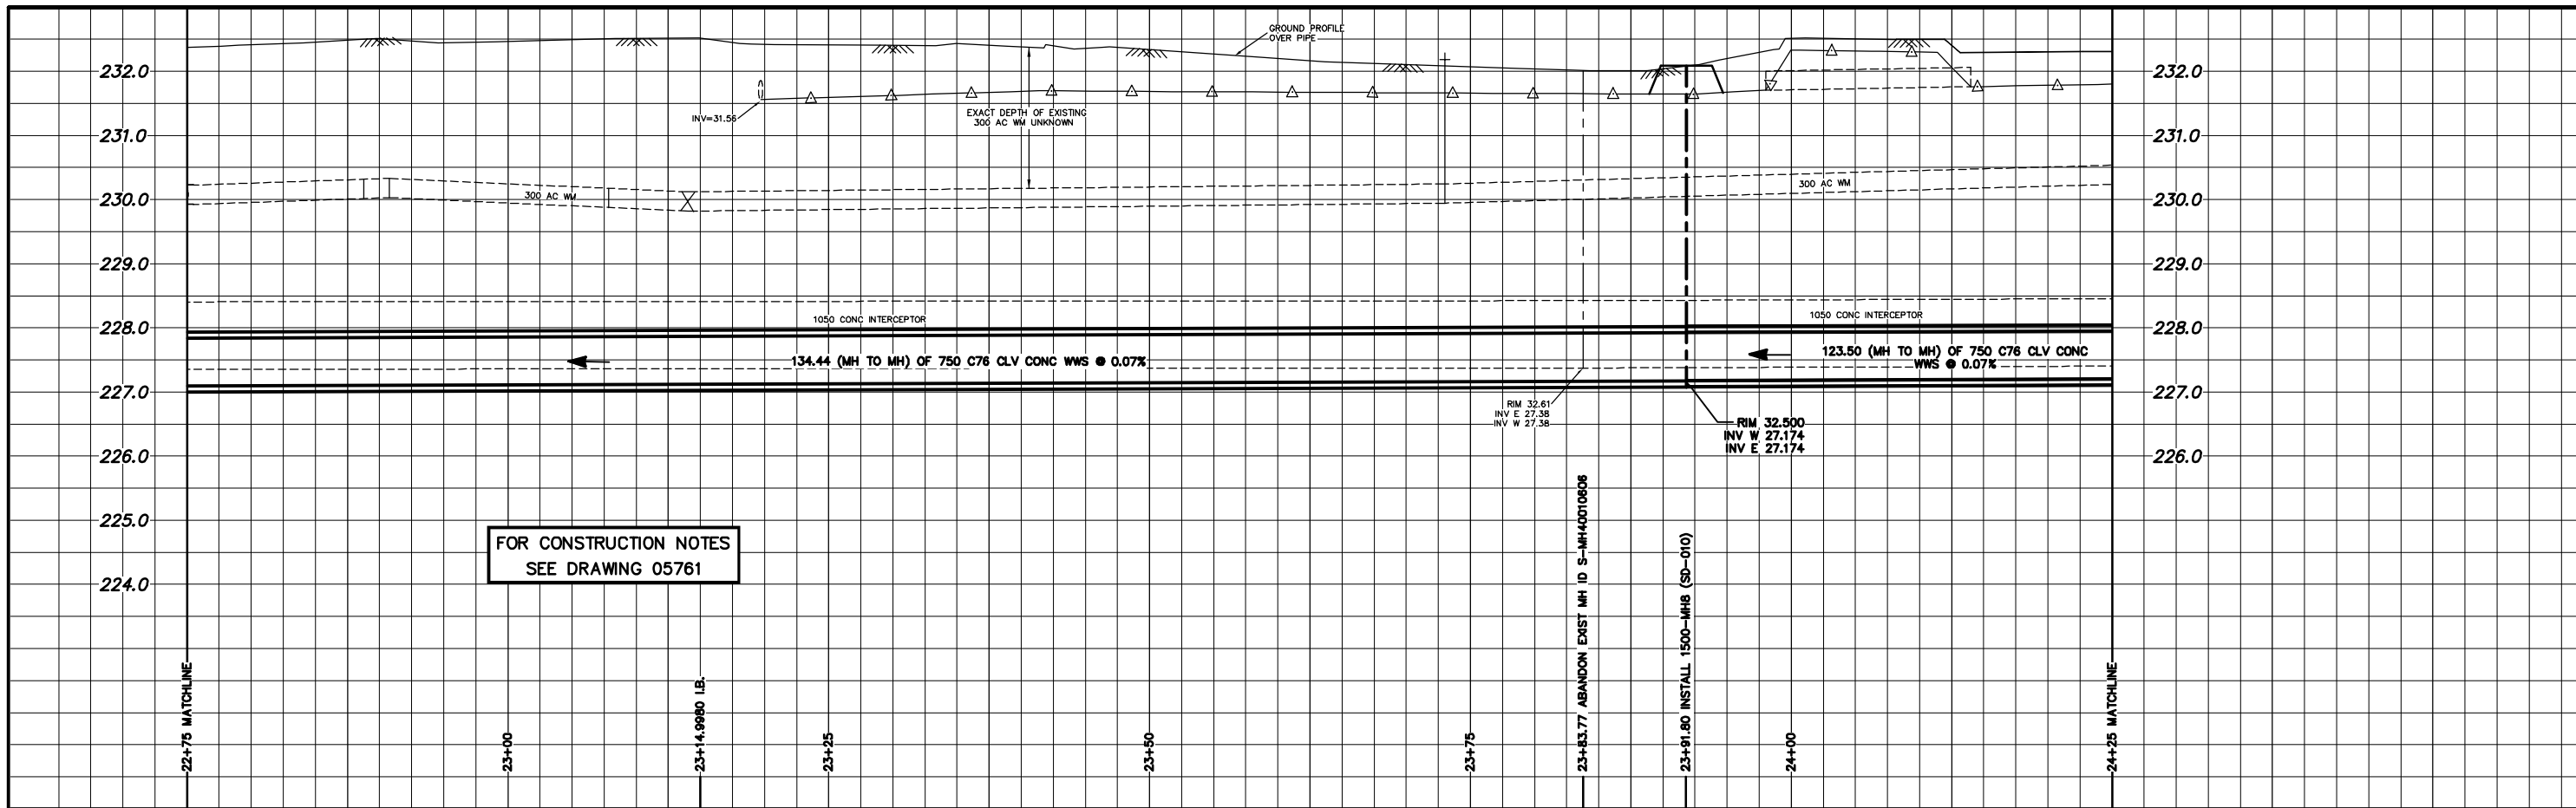 GROUND PROFILE
OVER PIPE
232.0
232.0
INV=31.56
EXACT DEPTH OF EXISTING
300 AC WM UNKNOWN
231.0
231.0
300 AC WM
300 AC WM
230.0
230.0
229.0
229.0
1050 CONC INTERCEPTOR
1050 CONC INTERCEPTOR
228.0
228.0
134.44 (MH TO MH) OF 750 C76 CLV CONC WWS @ 0.07%
123.50 (MH TO MH) OF 750 C76 CLV CONC
WWS @ 0.07%
227.0
227.0
RIM 32.61
INV E 27.38
INV W 27.38
RIM 32.500
INV W 27.174
INV E 27.174
226.0
226.0
225.0
FOR CONSTRUCTION NOTES
SEE DRAWING 05761
224.0
22+75 MATCHLINE
23+00
23+14.9980 I.B.
23+25
23+50
23+75
23+83.77 ABANDON EXIST MH ID S-MH40010606
23+91.80 INSTALL 1500-MH8 (SD-010)
24+00
24+25 MATCHLINE